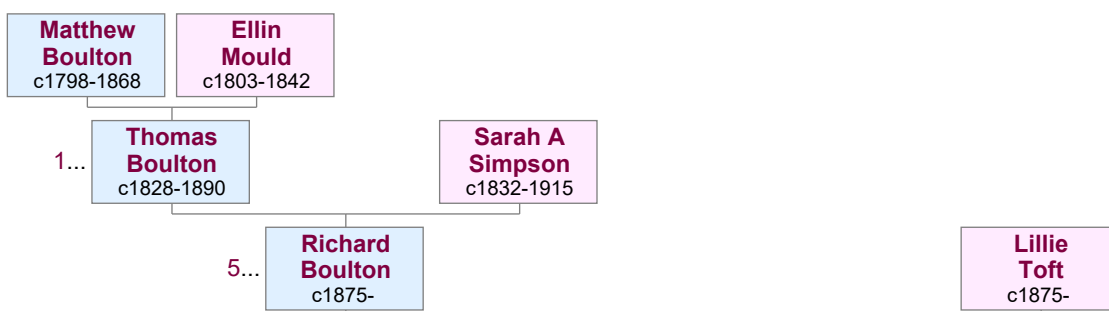 Matthew
Boulton
c1798-1868
Ellin
Mould
c1803-1842
1...
Thomas
Boulton
c1828-1890
Sarah A
Simpson
c1832-1915
5...
Richard
Boulton
c1875-
Lillie
Toft
c1875-